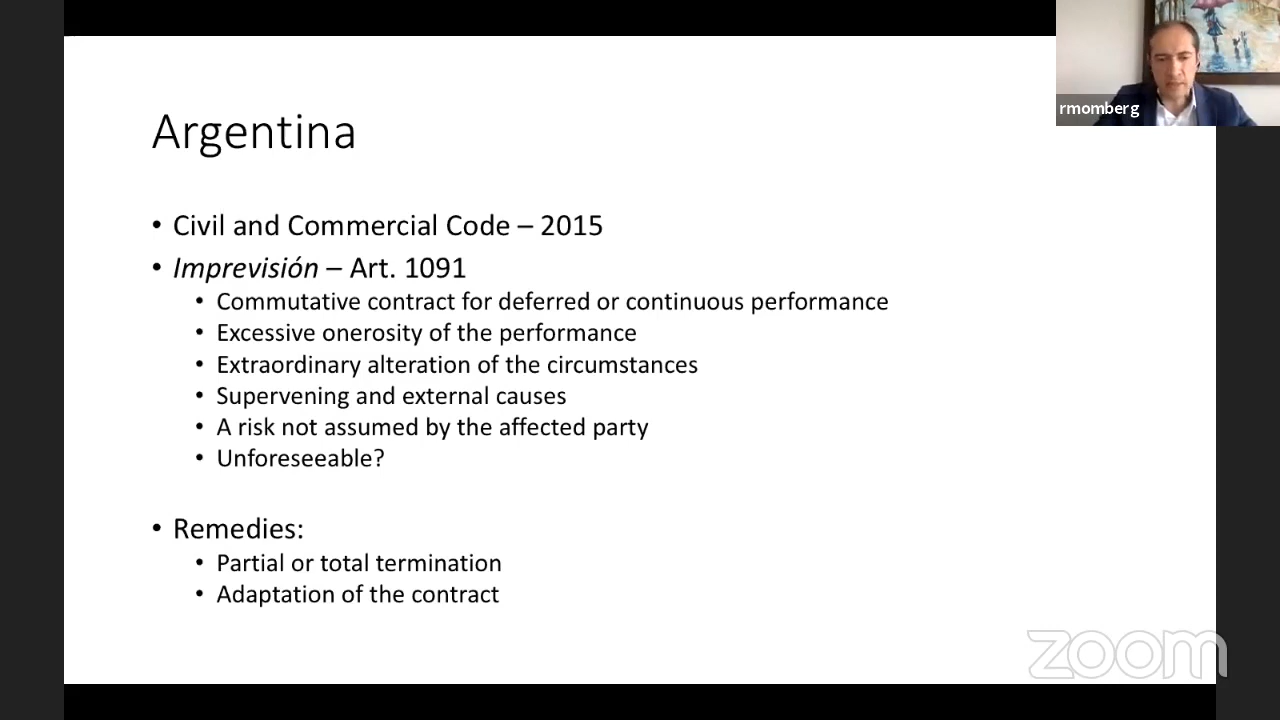 rmomberg
Argentina
• Civil and Commercial Code – 2015
• Imprevisión – Art. 1091
• Commutative contract for deferred or continuous performance
• Excessive onerosity of the performance
• Extraordinary alteration of the circumstances
• Supervening and external causes
• A risk not assumed by the affected party
• Unforeseeable?
• Remedies:
• Partial or total termination
• Adaptation of the contract
zoom